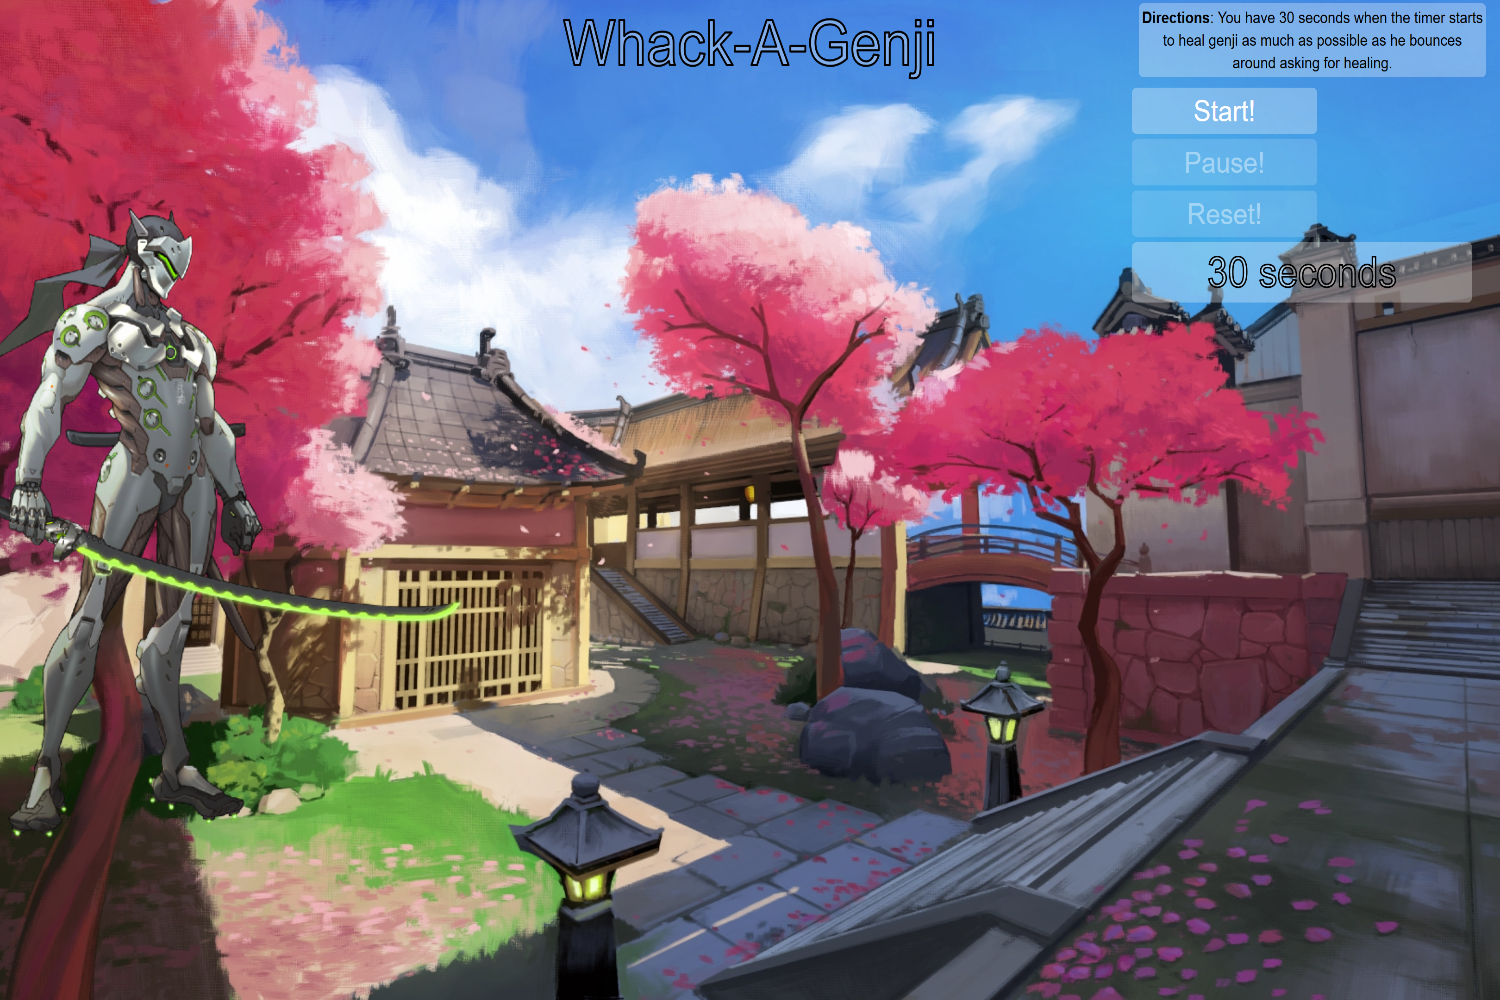 Whack-A-Genji
Directions: You have 30 seconds when the timer starts
to heal genji as much as possible as he bounces
around asking for healing.
Start!
Pause!
Reset!
30 seconds